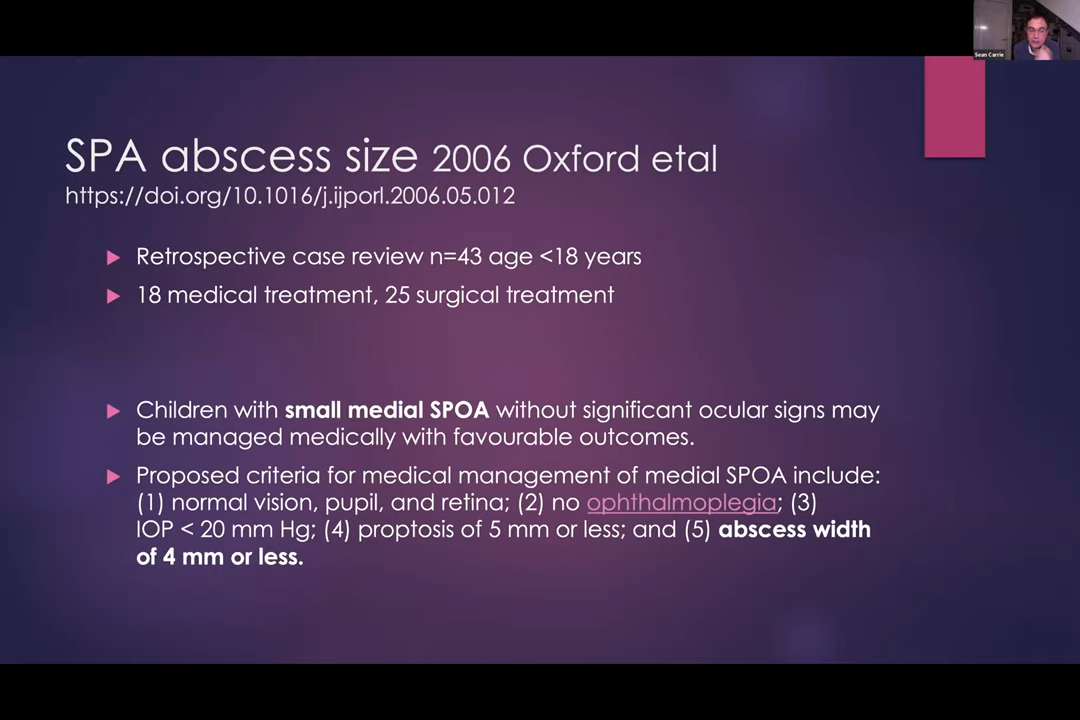 Sean Carrie
SPA abscess size 2006 Oxford etal
https://doi.org/10.1016/j.ijporl.2006.05.012
Retrospective case review n=43 age <18 years
18 medical treatment, 25 surgical treatment
Children with small medial SPOA without significant ocular signs may
be managed medically with favourable outcomes.
Proposed criteria for medical management of medial SPOA include:
(1) normal vision, pupil, and retina; (2) no ophthalmoplegia; (3)
IOP < 20 mm Hg; (4) proptosis of 5 mm or less; and (5) abscess width
of 4 mm or less.